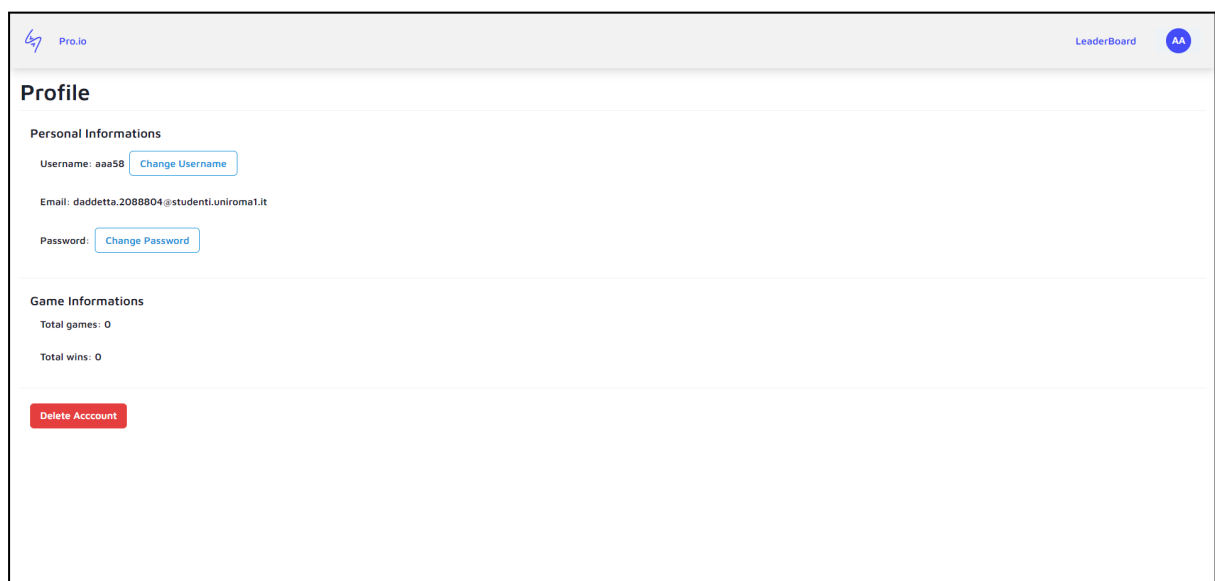 Pro.io LeaderBoard AA
Profile
Personal Informations
Username: aaa58 Change Username
Email: daddetta.2088804@studenti.uniroma1.it
Password: Change Password
Game Informations
Total games: 0
Total wins: 0
Delete Acccount